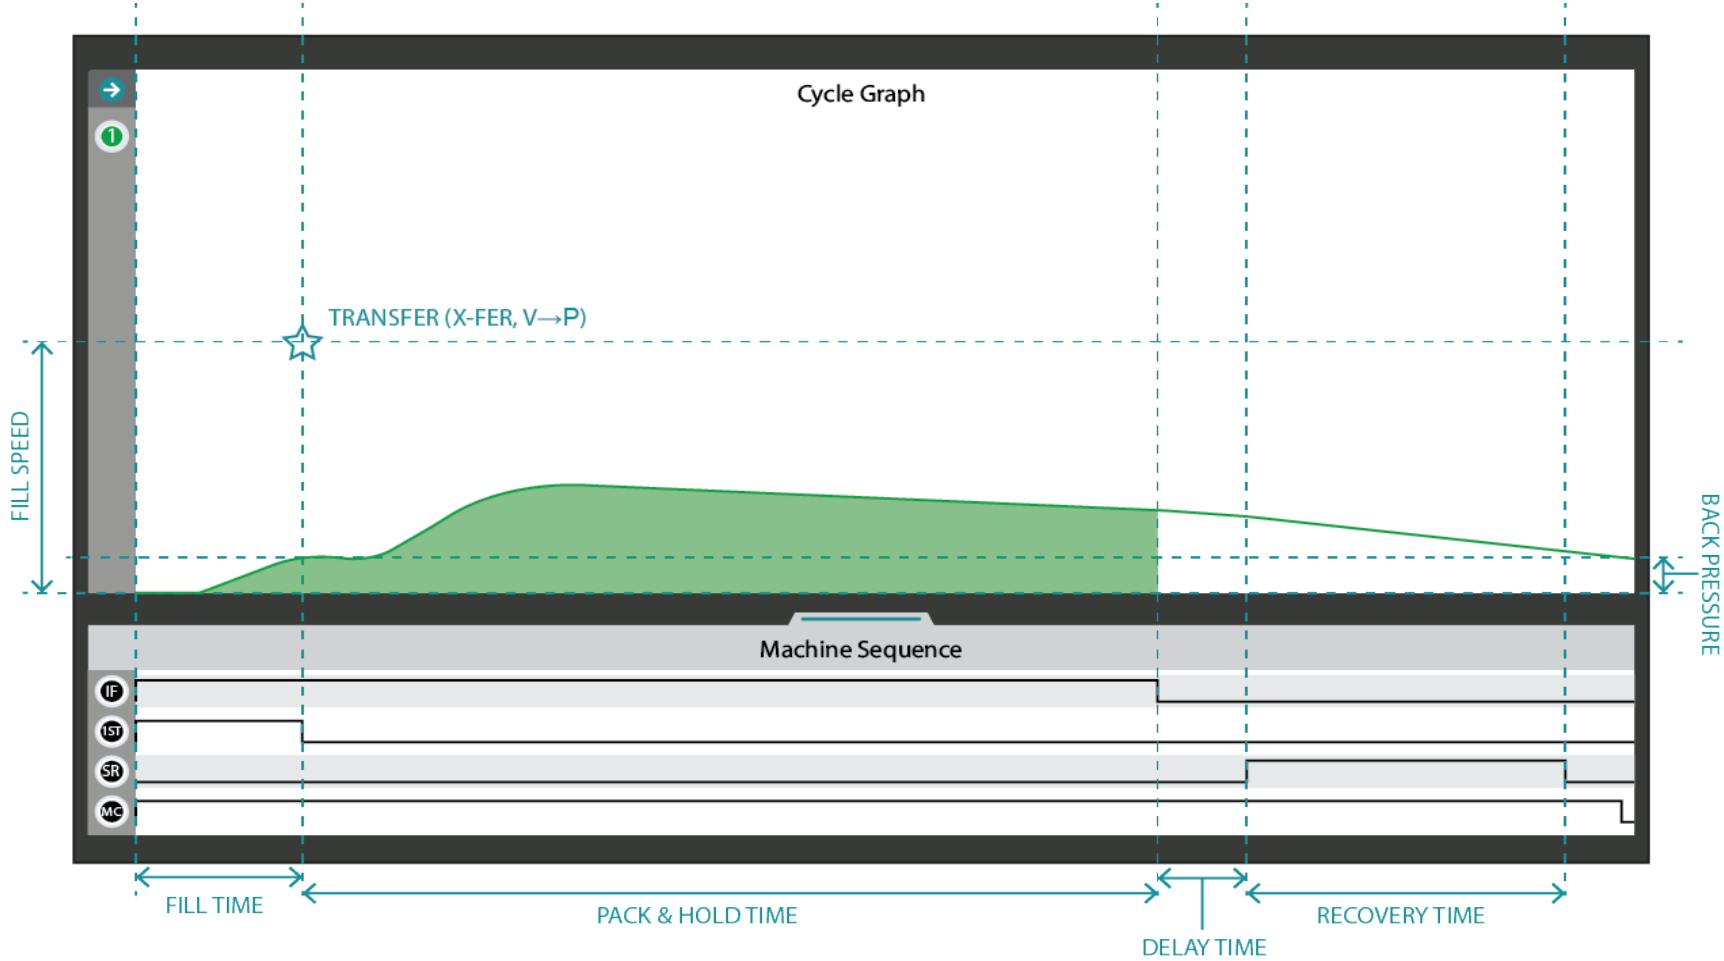 Cycle Graph
1
TRANSFER (X-FER, V→P)
FILL SPEED
BACK PRESSURE
Machine Sequence
IF
1ST
SR
MC
FILL TIME
PACK & HOLD TIME
RECOVERY TIME
DELAY TIME